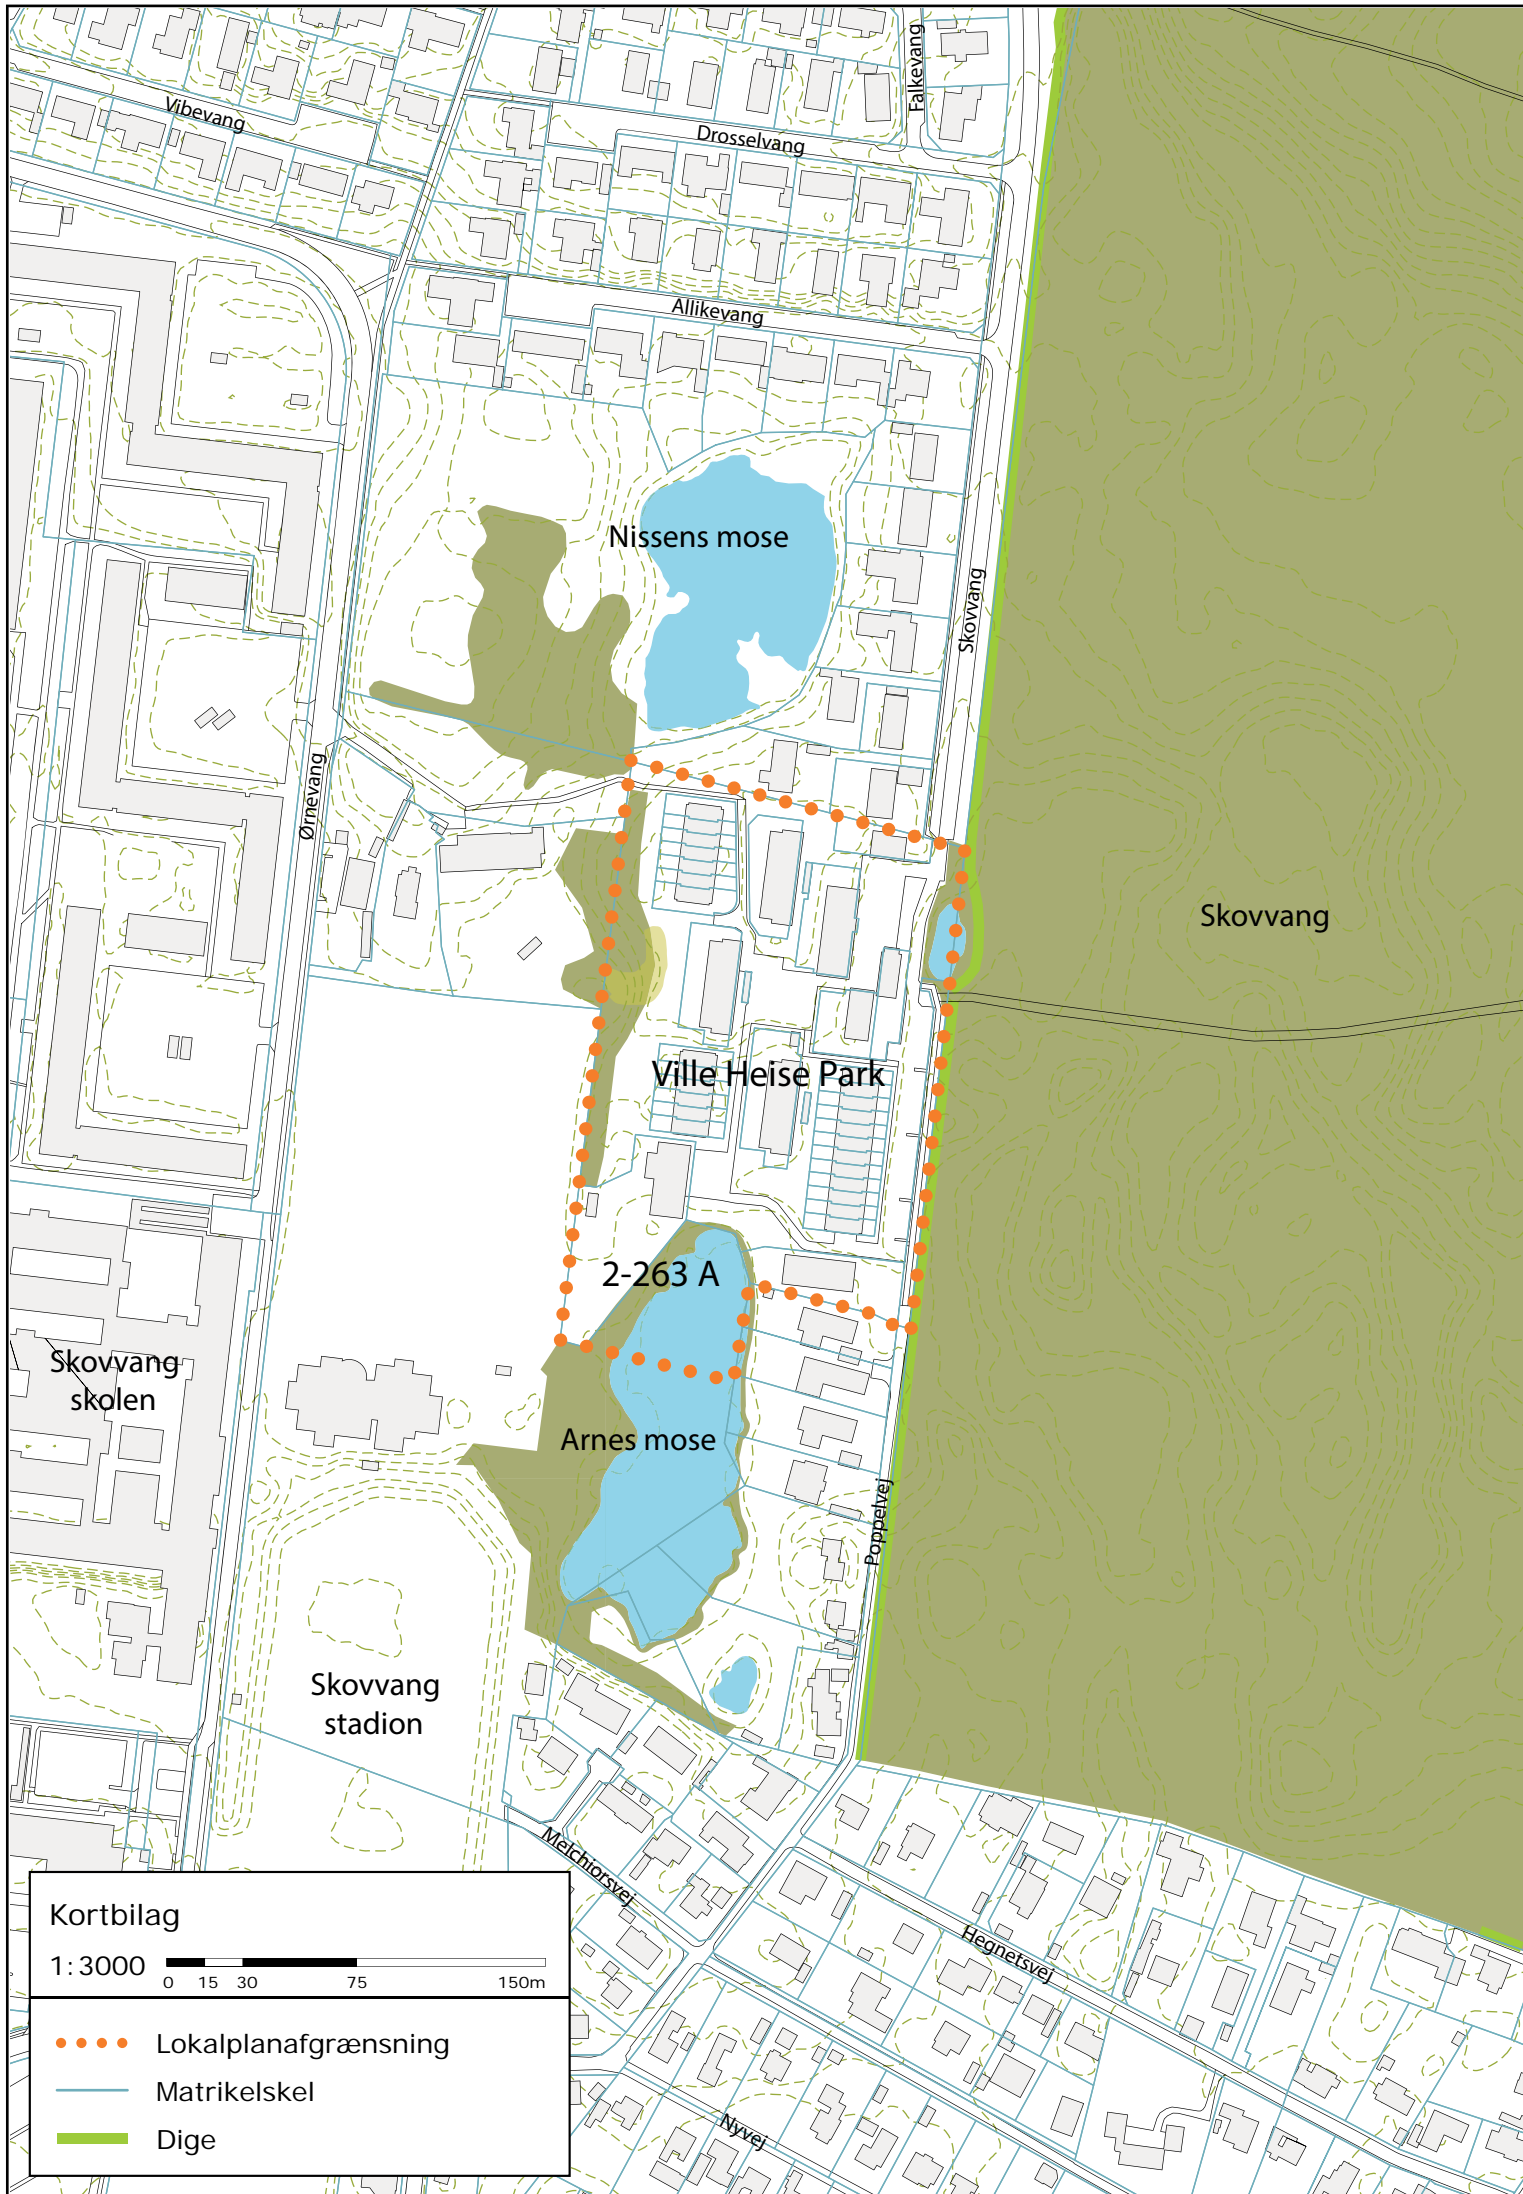 Falkevang
Vibevang
Drosselvang
Allikevang
Nissens mose
Skovvang
Ørnevang
Skovvang
Ville Heise Park
2-263 A
Skovvang
skolen
Arnes mose
Poppelvej
Skovvang
stadion
Melchiorsvej
Hegnetsvej
Nyvej
Kortbilag
1:3000
0 15 30 75 150m
Lokalplanafgrænsning
Matrikelskel
Dige